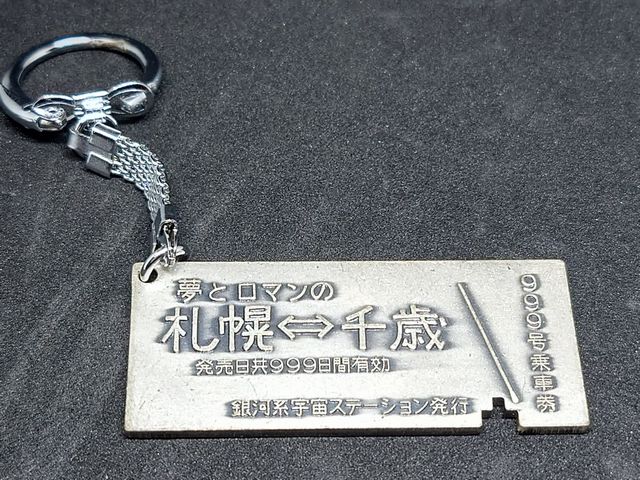 夢とロマンの
札幌⇔千歳
発売日共999日間有効
銀河系宇宙ステーション発行
999号乗車券